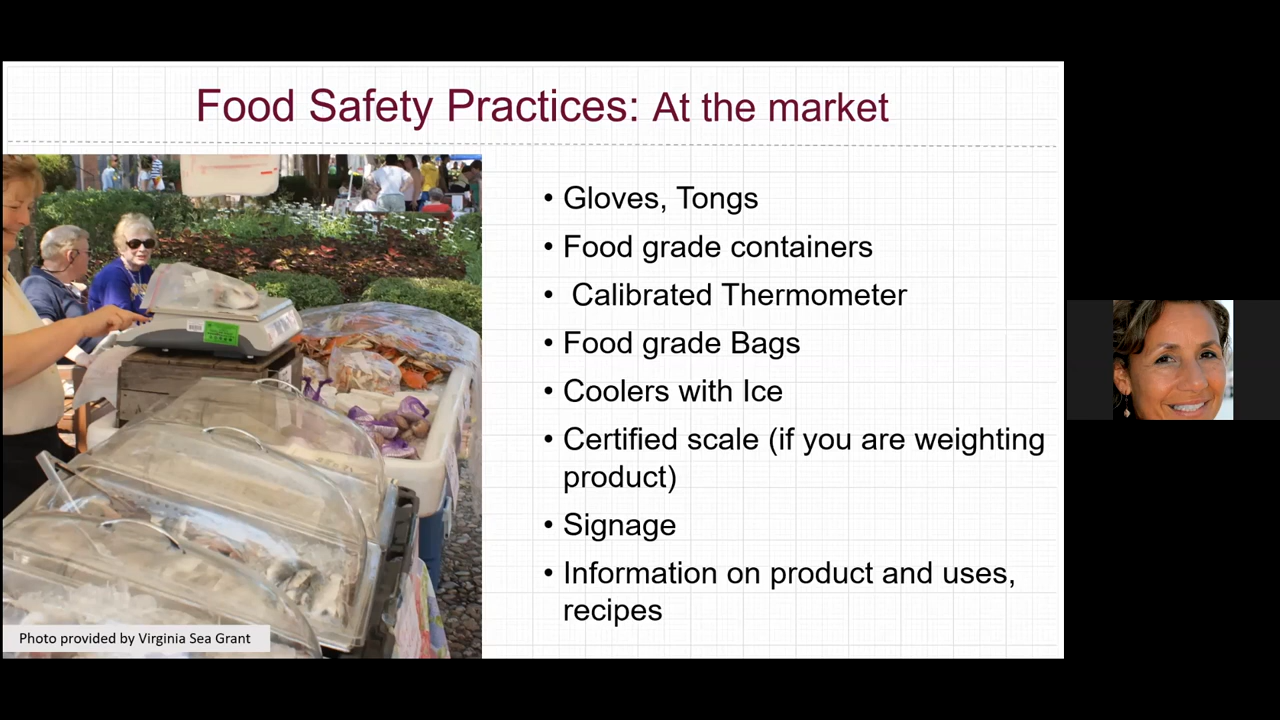 Food Safety Practices: At the market
• Gloves, Tongs
• Food grade containers
• Calibrated Thermometer
• Food grade Bags
• Coolers with Ice
• Certified scale (if you are weighting
product)
• Signage
• Information on product and uses,
recipes
Photo provided by Virginia Sea Grant